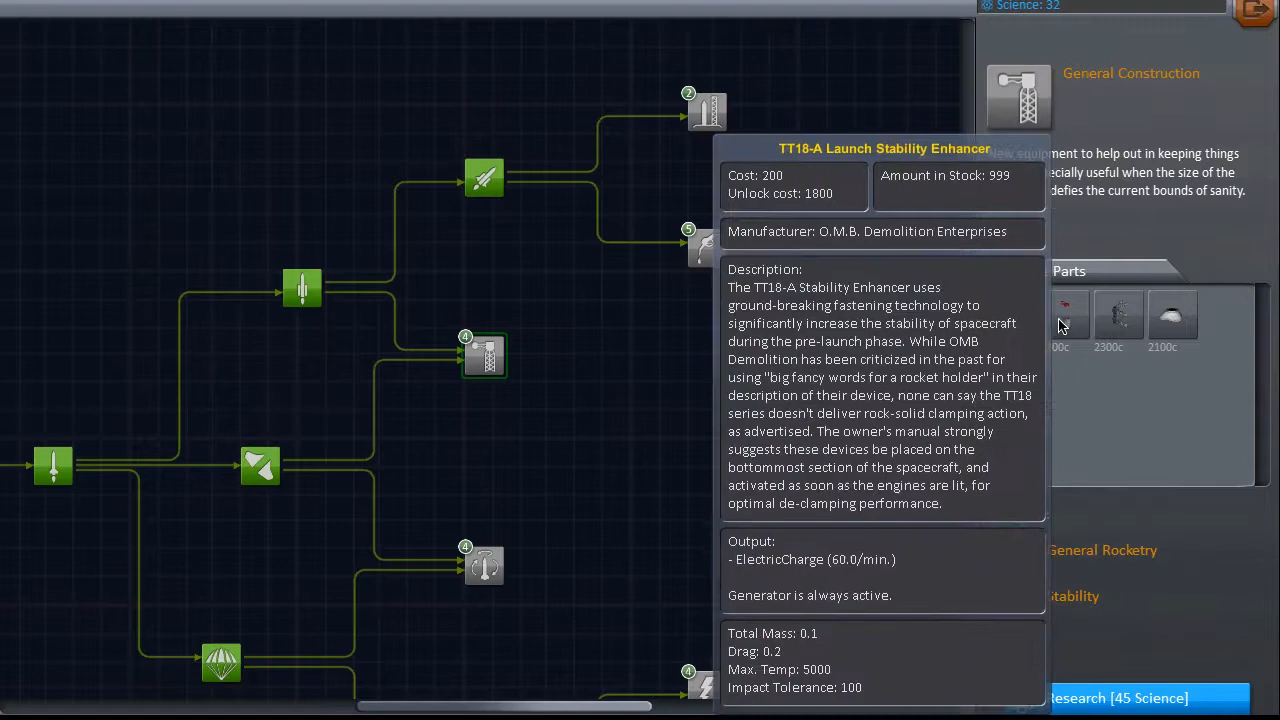 Science: 32
General Construction
New equipment to help out in keeping things
ecially useful when the size of the
defies the current bounds of sanity.
2
5
4
4
4
TT18-A Launch Stability Enhancer
Cost: 200
Unlock cost: 1800
Amount in Stock: 999
Manufacturer: O.M.B. Demolition Enterprises
Description:
The TT18-A Stability Enhancer uses
ground-breaking fastening technology to
significantly increase the stability of spacecraft
during the pre-launch phase. While OMB
Demolition has been criticized in the past for
using "big fancy words for a rocket holder" in their
description of their device, none can say the TT18
series doesn't deliver rock-solid clamping action,
as advertised. The owner's manual strongly
suggests these devices be placed on the
bottommost section of the spacecraft, and
activated as soon as the engines are lit, for
optimal de-clamping performance.
Output:
- ElectricCharge (60.0/min.)
Generator is always active.
Total Mass: 0.1
Drag: 0.2
Max. Temp: 5000
Impact Tolerance: 100
Parts
00c 2300c 2100c
General Rocketry
Stability
Research [45 Science]